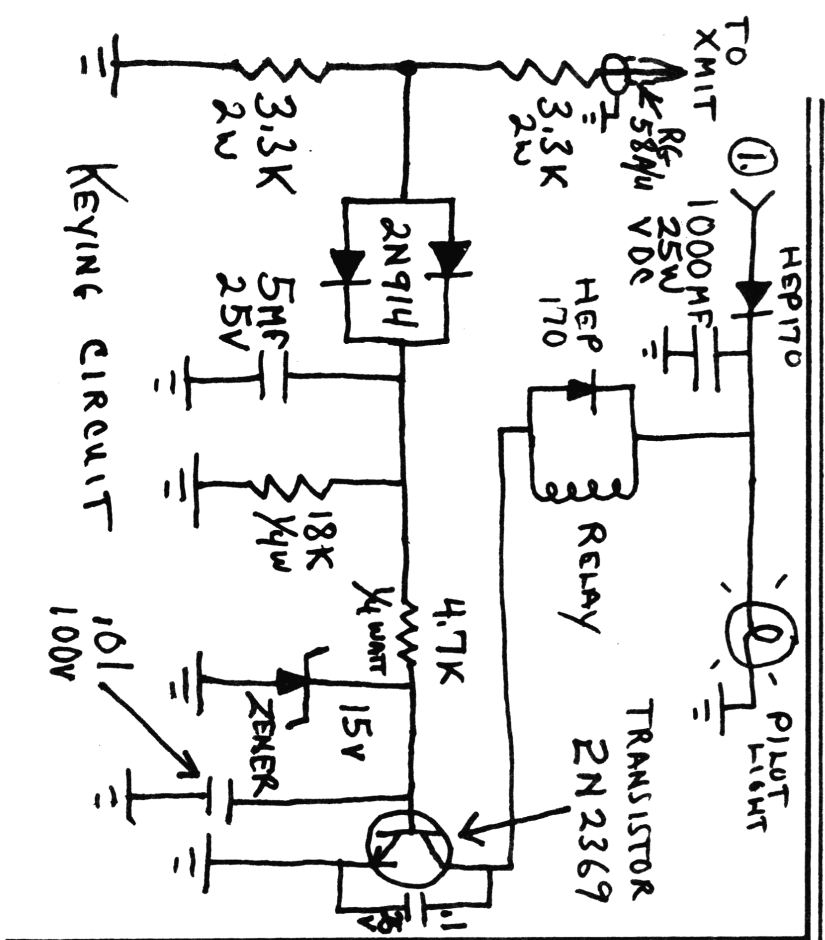 TO
XMIT
RG
58A/U
3.3K
2W
3.3K
2W
①.
HEP170
1000MF
25W
VDC
HEP
170
RELAY
PILOT
LIGHT
2N914
5MF
25V
18K
1/4W
4.7K
1/4 WATT
15V
ZENER
.01
100V
TRANSISTOR
2N2369
.1
KEYING CIRCUIT